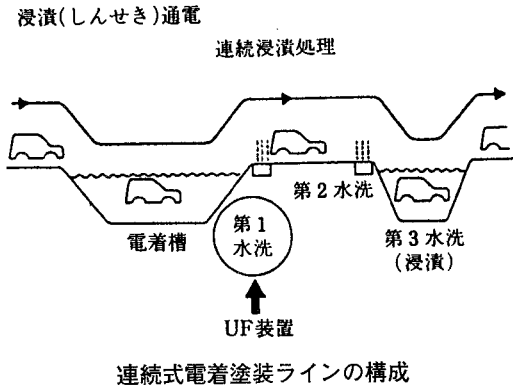 浸漬(しんせき)通電
連続浸漬処理
第2水洗
電着槽
第1
水洗
第3水洗
(浸漬)
UF装置
連続式電着塗装ラインの構成